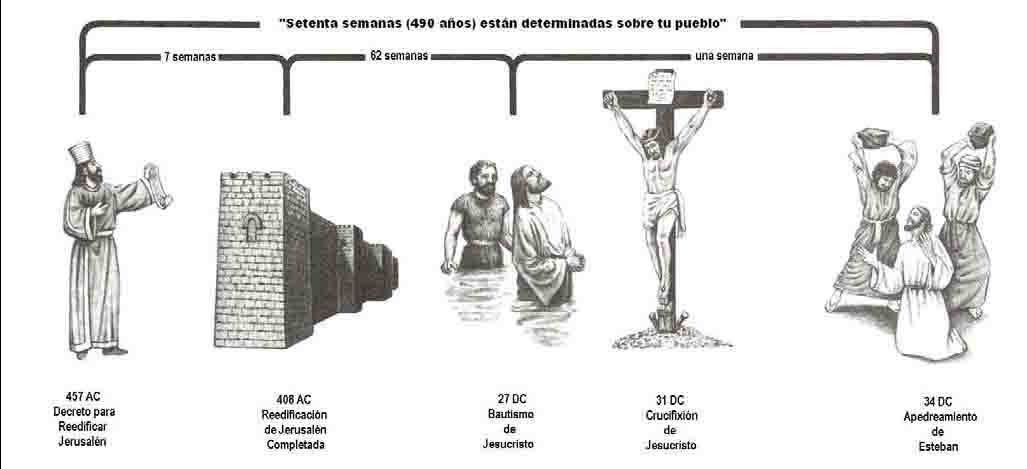 "Setenta semanas (490 años) están determinadas sobre tu pueblo"
7 semanas
62 semanas
una semana
457 AC
Decreto para
Reedificar
Jerusalén
408 AC
Reedificación
de Jerusalén
Completada
27 DC
Bautismo
de
Jesucristo
31 DC
Crucifixión
de
Jesucristo
34 DC
Apedreamiento
de
Esteban